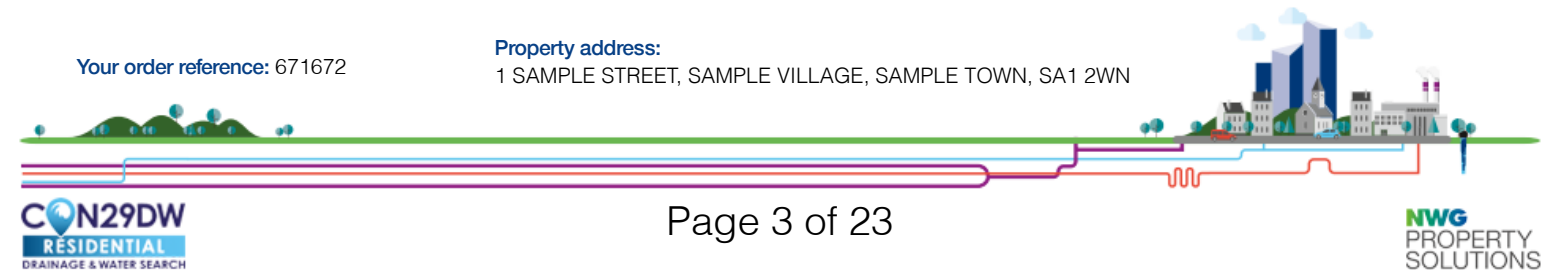 Your order reference: 671672
Property address:
1 SAMPLE STREET, SAMPLE VILLAGE, SAMPLE TOWN, SA1 2WN
CON29DW
RESIDENTIAL
DRAINAGE & WATER SEARCH
Page 3 of 23
NWG
PROPERTY
SOLUTIONS